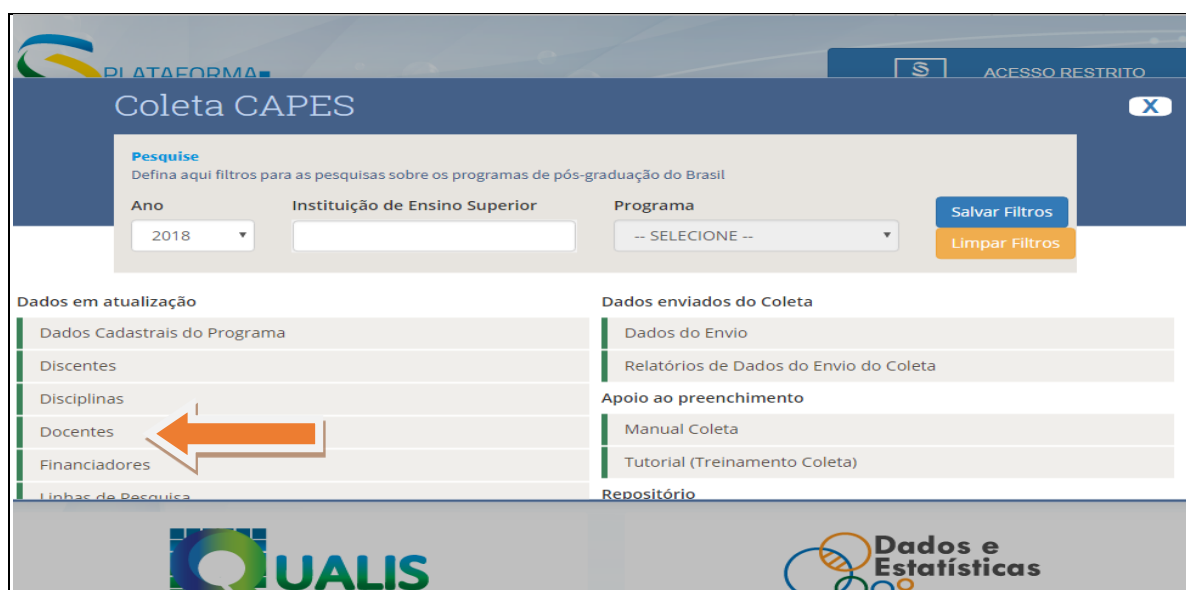 PLATAFORMA
S ACESSO RESTRITO
Coleta CAPES
X
Pesquise
Defina aqui filtros para as pesquisas sobre os programas de pós-graduação do Brasil
Ano
Instituição de Ensino Superior
Programa
2018
-- SELECIONE --
Salvar Filtros
Limpar Filtros
Dados em atualização
Dados Cadastrais do Programa
Discentes
Disciplinas
Docentes
Financiadores
Linhas de Pesquisa
Dados enviados do Coleta
Dados do Envio
Relatórios de Dados do Envio do Coleta
Apoio ao preenchimento
Manual Coleta
Tutorial (Treinamento Coleta)
Repositório
QUALIS
Dados e
Estatísticas